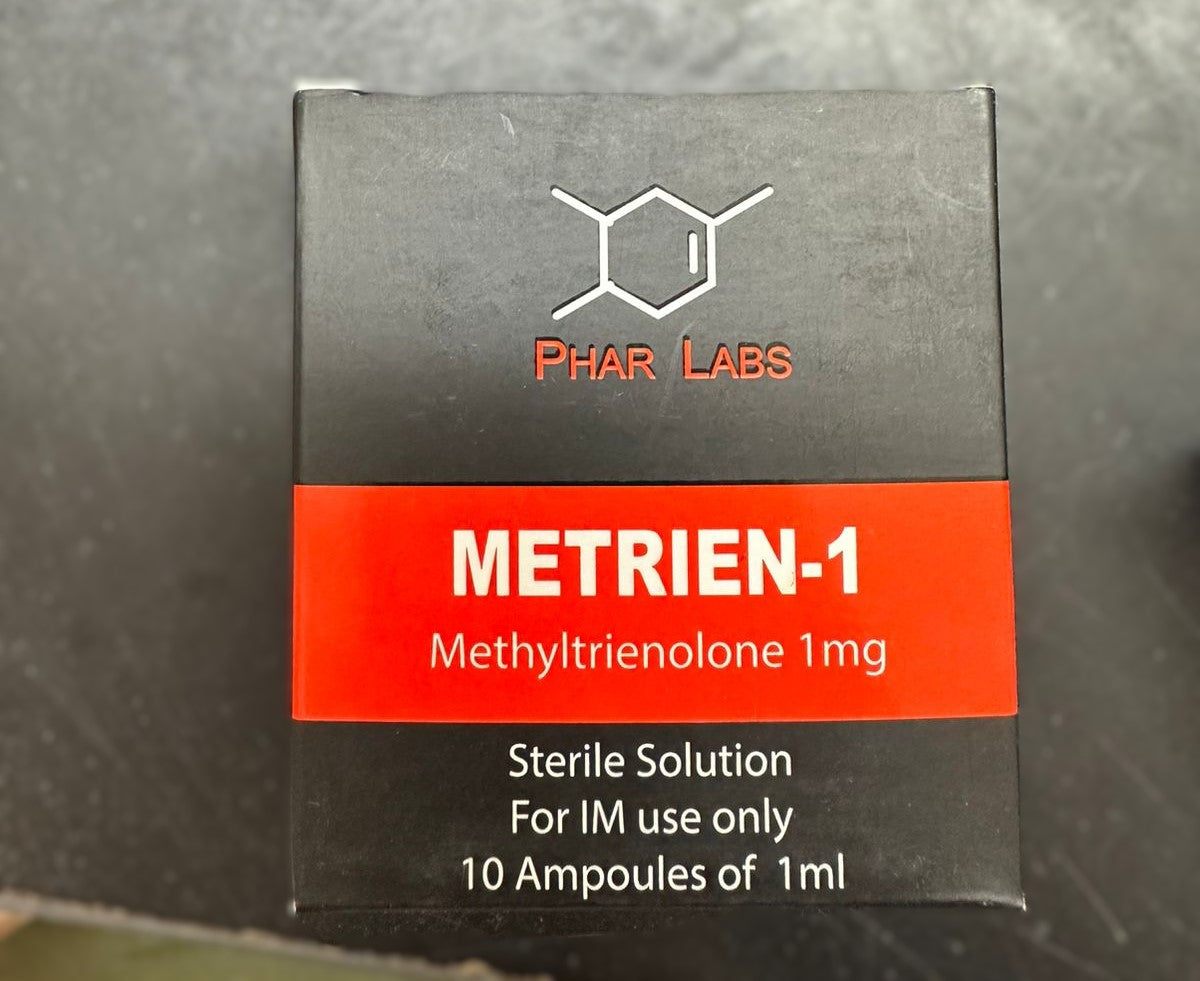 PHAR LABS
METRIEN-1
Methyltrienolone 1mg
Sterile Solution
For IM use only
10 Ampoules of 1ml